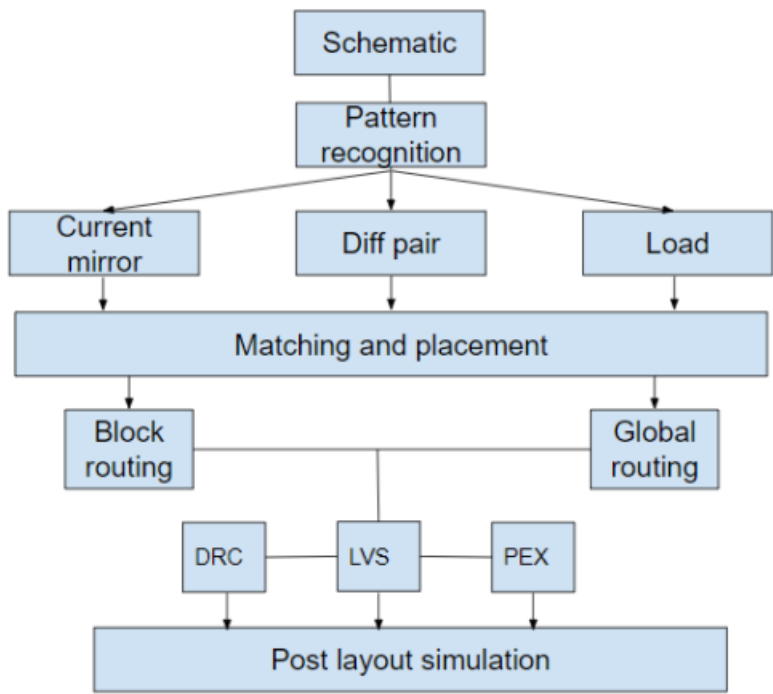 Schematic
Pattern
recognition
Current
mirror
Diff pair
Load
Matching and placement
Block
routing
Global
routing
DRC
LVS
PEX
Post layout simulation